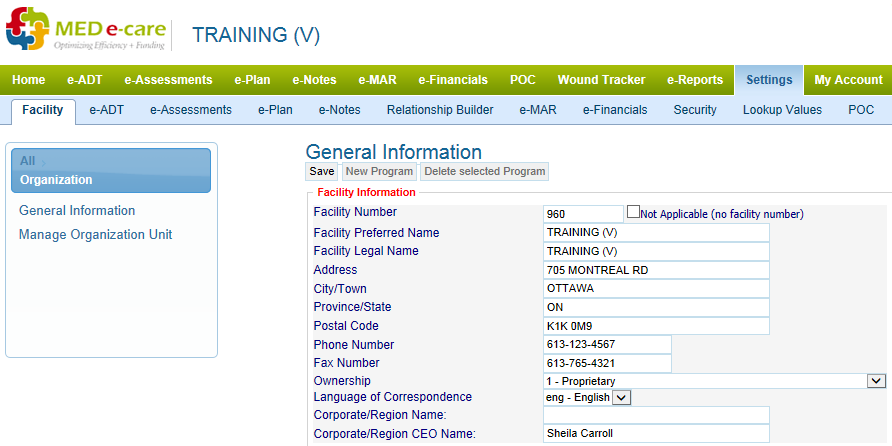 MED e-care
Optimizing Efficiency + Funding
TRAINING (V)
Home e-ADT e-Assessments e-Plan e-Notes e-MAR e-Financials POC Wound Tracker e-Reports Settings My Account
Facility e-ADT e-Assessments e-Plan e-Notes Relationship Builder e-MAR e-Financials Security Lookup Values POC
All
Organization
General Information
Manage Organization Unit
General Information
Save New Program Delete selected Program
Facility Information
Facility Number 960 Not Applicable (no facility number)
Facility Preferred Name TRAINING (V)
Facility Legal Name TRAINING (V)
Address 705 MONTREAL RD
City/Town OTTAWA
Province/State ON
Postal Code K1K 0M9
Phone Number 613-123-4567
Fax Number 613-765-4321
Ownership 1 - Proprietary
Language of Correspondence eng - English
Corporate/Region Name:
Corporate/Region CEO Name: Sheila Carroll